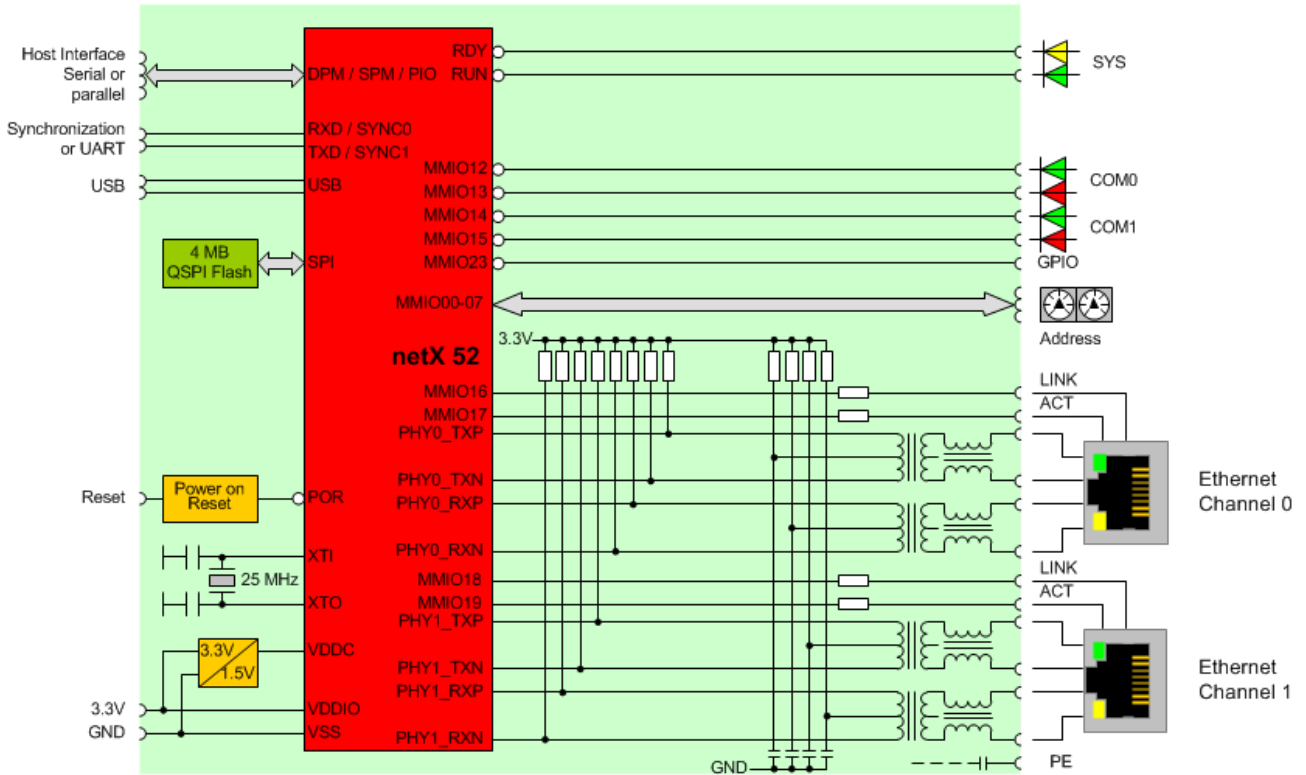 Host Interface
Serial or
parallel
Synchronization
or UART
USB
4 MB
QSPI Flash
Reset
Power on
Reset
25 MHz
3.3V
1.5V
3.3V
GND
DPM / SPM / PIO
RXD / SYNC0
TXD / SYNC1
USB
SPI
POR
XTI
XTO
VDDC
VDDIO
VSS
netX 52
RDY
RUN
MMIO12
MMIO13
MMIO14
MMIO15
MMIO23
MMIO00-07
MMIO16
MMIO17
PHY0_TXP
PHY0_TXN
PHY0_RXP
PHY0_RXN
MMIO18
MMIO19
PHY1_TXP
PHY1_TXN
PHY1_RXP
PHY1_RXN
3.3V
GND
SYS
COM0
COM1
GPIO
Address
LINK
ACT
Ethernet
Channel 0
LINK
ACT
Ethernet
Channel 1
PE